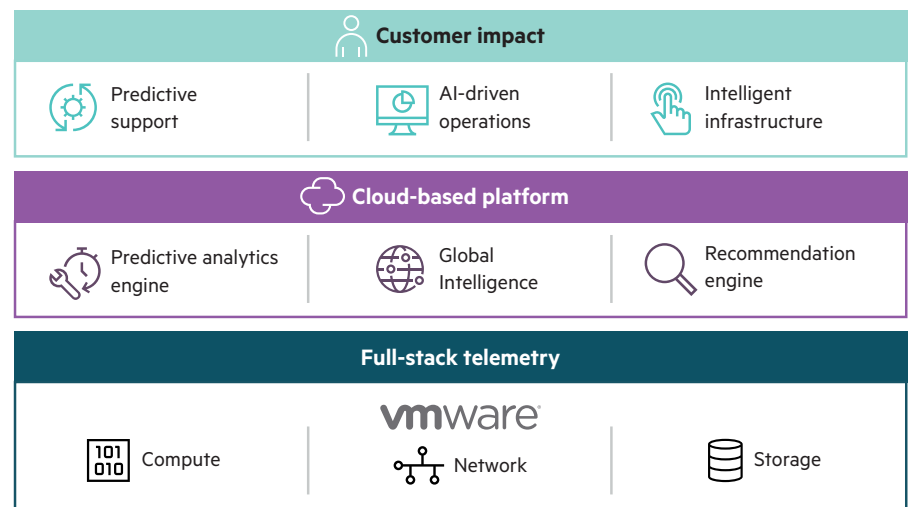 Customer impact
Predictive
support
AI-driven
operations
Intelligent
infrastructure
Cloud-based platform
Predictive analytics
engine
Global
Intelligence
Recommendation
engine
Full-stack telemetry
vmware
101
010
Compute
Network
Storage